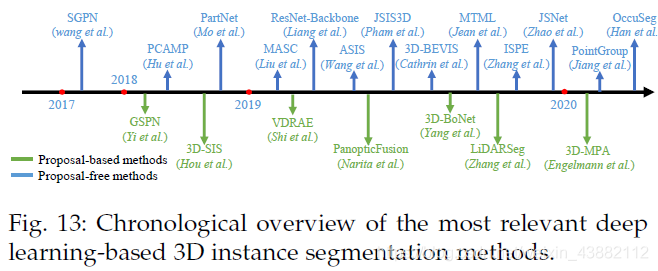 SGPN
(wang et al.)
PartNet
(Mo et al.)
ResNet-Backbone
(Liang et al.)
JSIS3D
(Pham et al.)
MTML
(Jean et al.)
JSNet
(Zhao et al.)
OccuSeg
(Han et al.)
PCAMP
(Hu et al.)
MASC
(Liu et al.)
ASIS
(Wang et al.)
3D-BEVIS
(Cathrin et al.)
ISPE
(Zhang et al.)
PointGroup
(Jiang et al.)
2017
2018
2019
2020
GSPN
(Yi et al.)
3D-SIS
(Hou et al.)
VDRAE
(Shi et al.)
PanopticFusion
(Narita et al.)
3D-BoNet
(Yang et al.)
LiDARSeg
(Zhang et al.)
3D-MPA
(Engelmann et al.)
Proposal-based methods
Proposal-free methods
Fig. 13: Chronological overview of the most relevant deep
learning-based 3D instance segmentation methods.